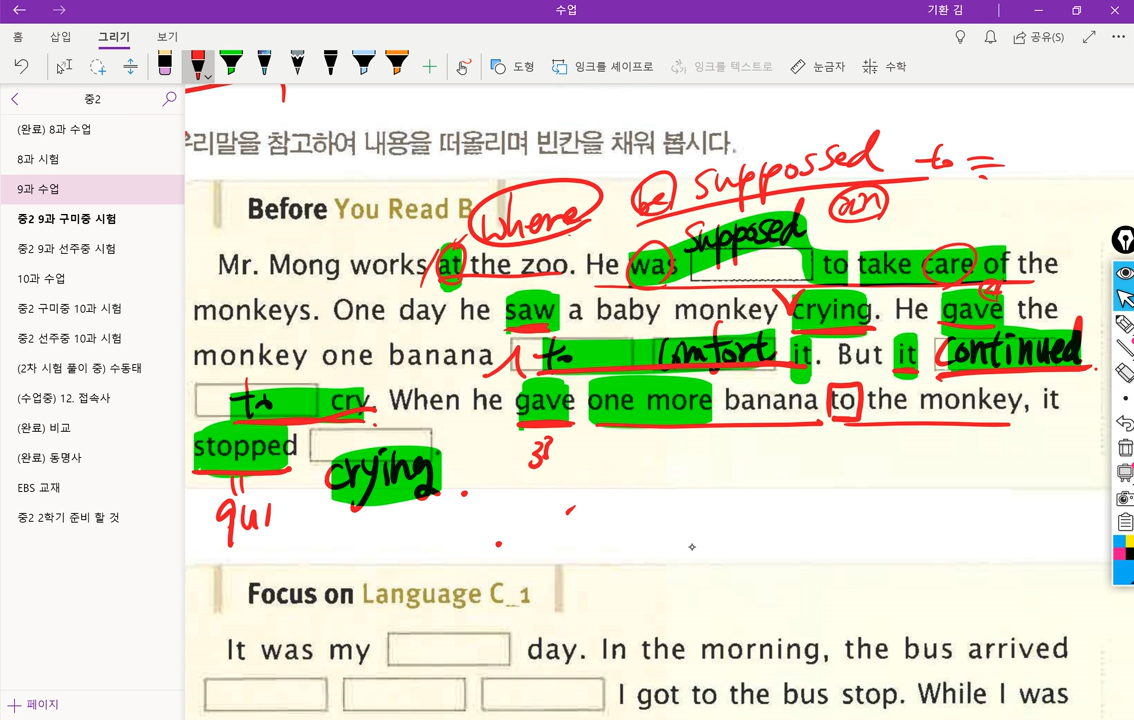 수업
기환 김
홈 삽입 그리기 보기
공유(S)
도형 잉크를 셰이프로 잉크를 텍스트로 눈금자 수학
중2
(완료) 8과 수업
8과 시험
9과 수업
중2 9과 구미중 시험
중2 9과 선주중 시험
10과 수업
중2 구미중 10과 시험
중2 선주중 10과 시험
(2차 시험 풀이 중) 수동태
(수업중) 12. 접속사
(완료) 비교
(완료) 동명사
EBS 교재
중2 2학기 준비 할 것
페이지
우리말을 참고하여 내용을 떠올리며 빈칸을 채워 봅시다.
be suppossed to =
where
Before You Read B
supposed
Mr. Mong works at the zoo. He was to take care of the
monkeys. One day he saw a baby monkey crying. He gave the
monkey one banana to comfort it. But it continued
to cry. When he gave one more banana to the monkey, it
stopped crying
3형
qui
Focus on Language C_1
It was my day. In the morning, the bus arrived
I got to the bus stop. While I was